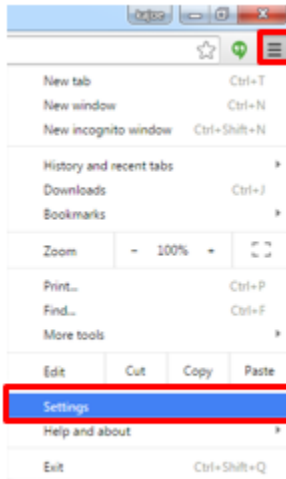 New tab Ctrl+T
New window Ctrl+N
New incognito window Ctrl+Shift+N
History and recent tabs
Downloads Ctrl+J
Bookmarks
Zoom - 100% +
Print... Ctrl+P
Find... Ctrl+F
More tools
Edit Cut Copy Paste
Settings
Help and about
Exit Ctrl+Shift+Q